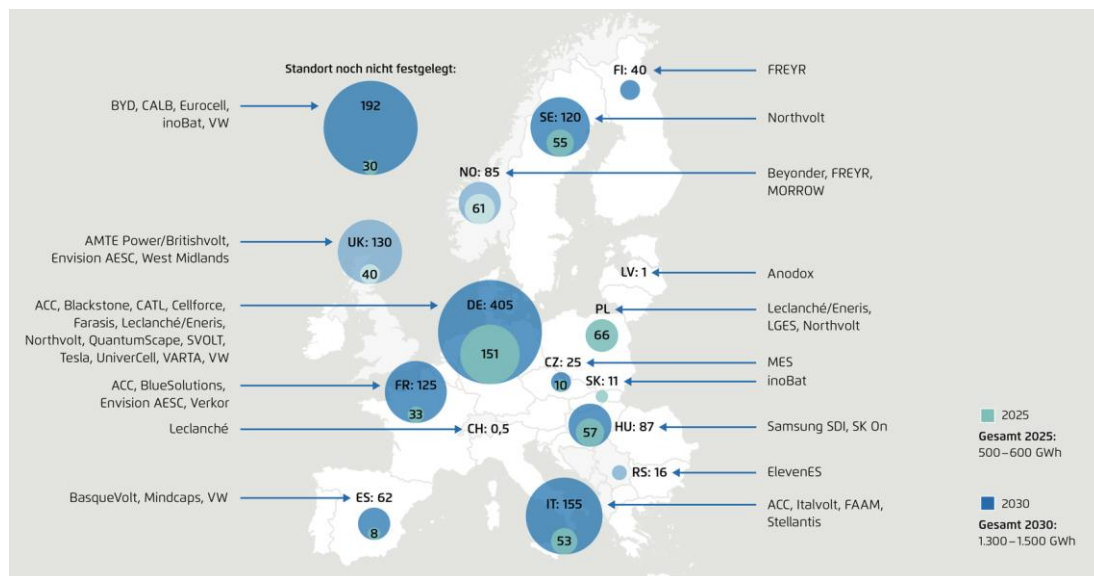 Standort noch nicht festgelegt:
BYD, CALB, Eurocell,
inoBat, VW
192
30
FI: 40
FREYR
SE: 120
55
Northvolt
NO: 85
61
Beyonder, FREYR,
MORROW
AMTE Power/Britishvolt,
Envision AESC, West Midlands
UK: 130
40
LV: 1
Anodox
ACC, Blackstone, CATL, Cellforce,
Farasis, Leclanché/Eneris,
Northvolt, QuantumScape, SVOLT,
Tesla, UniverCell, VARTA, VW
DE: 405
151
PL
66
Leclanché/Eneris,
LGES, Northvolt
CZ: 25
10
MES
SK: 11
inoBat
ACC, BlueSolutions,
Envision AESC, Verkor
FR: 125
33
Leclanché
CH: 0,5
57
HU: 87
Samsung SDI, SK On
RS: 16
ElevenES
BasqueVolt, Mindcaps, VW
ES: 62
8
IT: 155
53
ACC, Italvolt, FAAM,
Stellantis
2025
Gesamt 2025:
500–600 GWh
2030
Gesamt 2030:
1.300–1.500 GWh